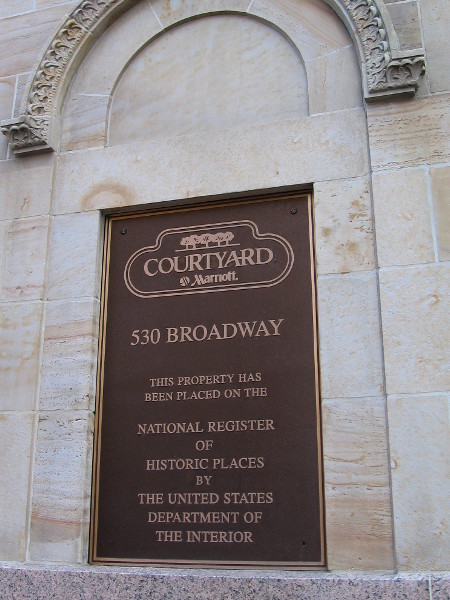 COURTYARD
Marriott.
530 BROADWAY
THIS PROPERTY HAS
BEEN PLACED ON THE
NATIONAL REGISTER
OF
HISTORIC PLACES
BY
THE UNITED STATES
DEPARTMENT OF
THE INTERIOR